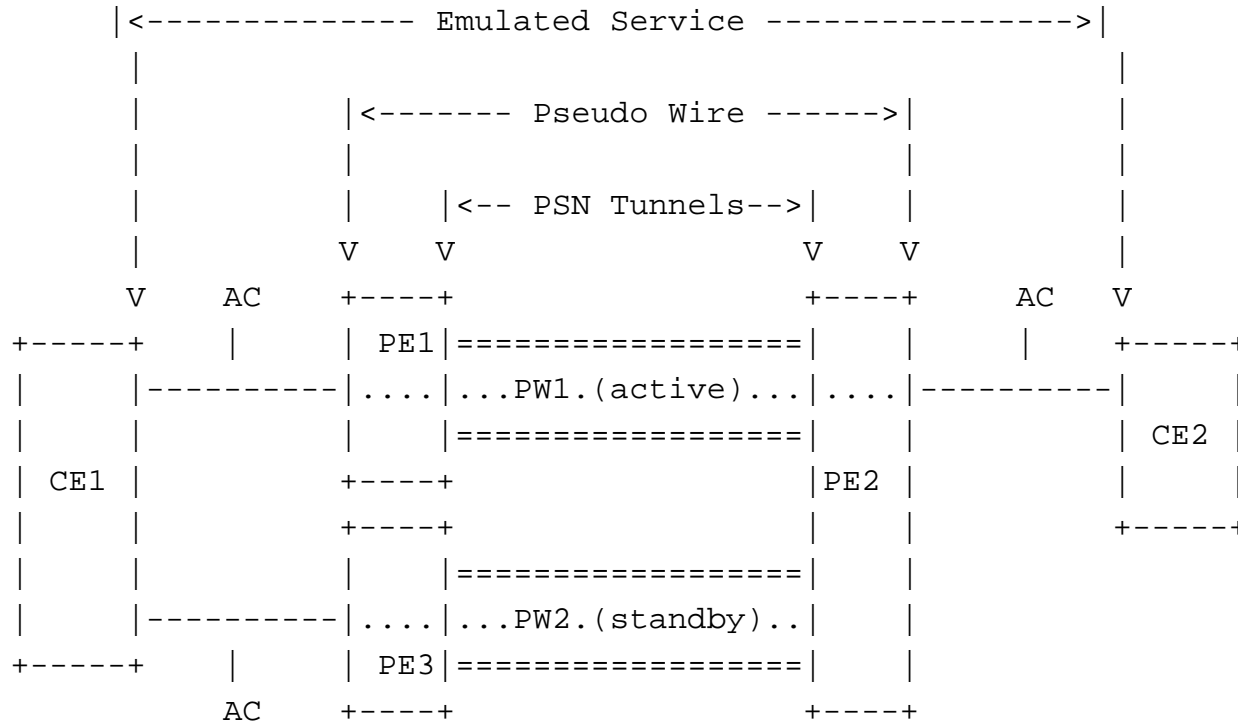 |<-------------- Emulated Service ---------------->|
|                                                  |
|          |<------- Pseudo Wire ------>|          |
|          |                            |          |
|          |    |<-- PSN Tunnels-->|    |          |
|          V    V                  V    V          |
V    AC    +----+                  +----+     AC   V
+-----+    |     | PE1|==================|    |     |    +-----+
|     |----------|....|...PW1.(active)...|....|----------|     |
|     |          |    |==================|    |          | CE2 |
| CE1 |          +----+                  |PE2 |          |     |
|     |          +----+                  |    |          +-----+
|     |          |    |==================|    |
|     |----------|....|...PW2.(standby)..|    |
+-----+    |     | PE3|==================|    |
AC    +----+                  +----+